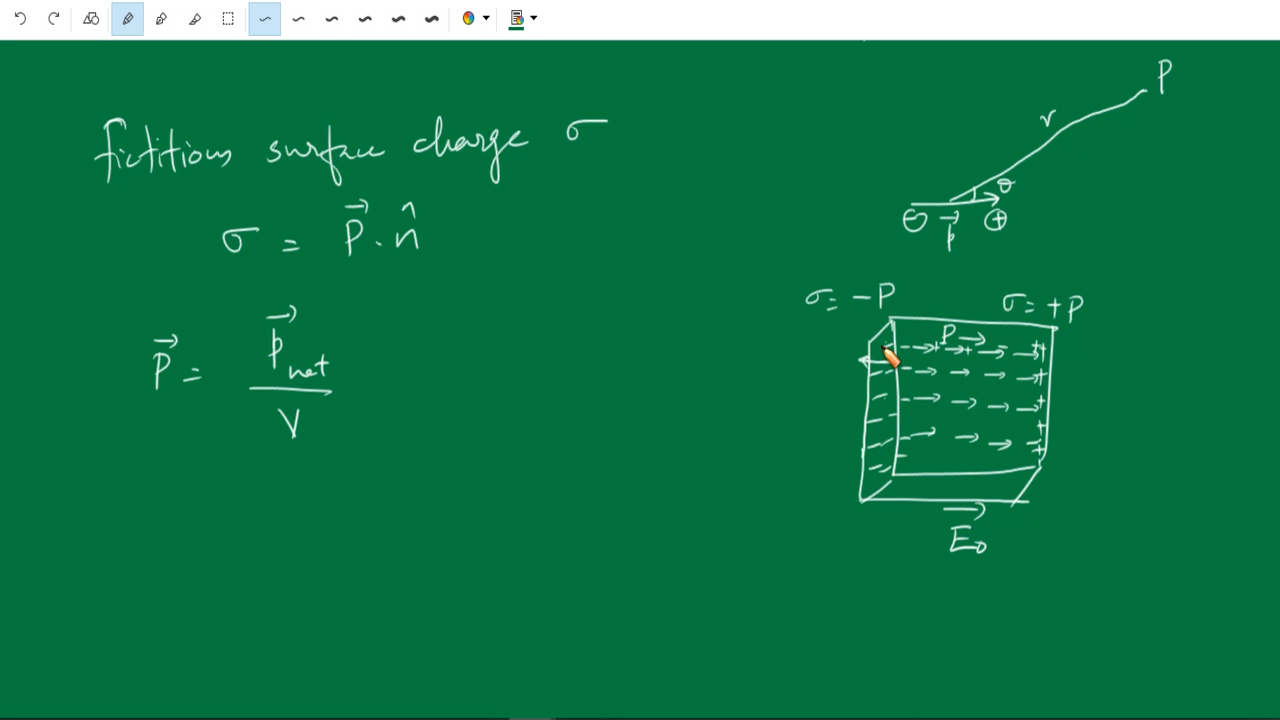 fictitious surface charge σ
σ = P⃗ . n̂
P⃗ = p⃗net / V
P
r
θ
⊖ p⃗ ⊕
σ = -P σ = +P
P →
E⃗₀